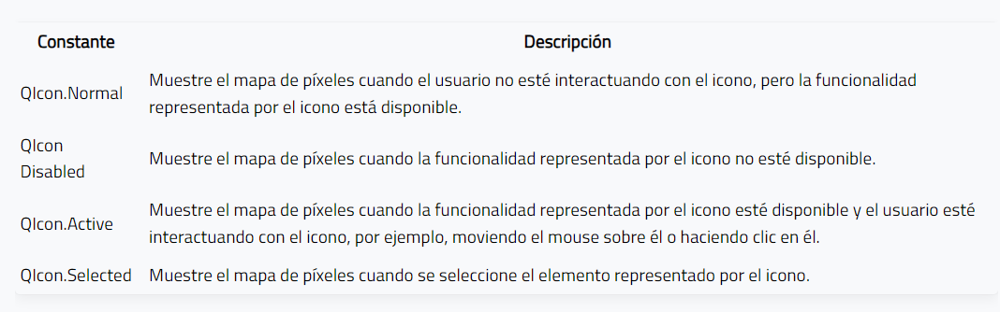 Constante Descripción
QIcon.Normal Muestre el mapa de píxeles cuando el usuario no esté interactuando con el icono, pero la funcionalidad
representada por el icono está disponible.
QIcon
Disabled Muestre el mapa de píxeles cuando la funcionalidad representada por el icono no esté disponible.
QIcon.Active Muestre el mapa de píxeles cuando la funcionalidad representada por el icono esté disponible y el usuario esté
interactuando con el icono, por ejemplo, moviendo el mouse sobre él o haciendo clic en él.
QIcon.Selected Muestre el mapa de píxeles cuando se seleccione el elemento representado por el icono.